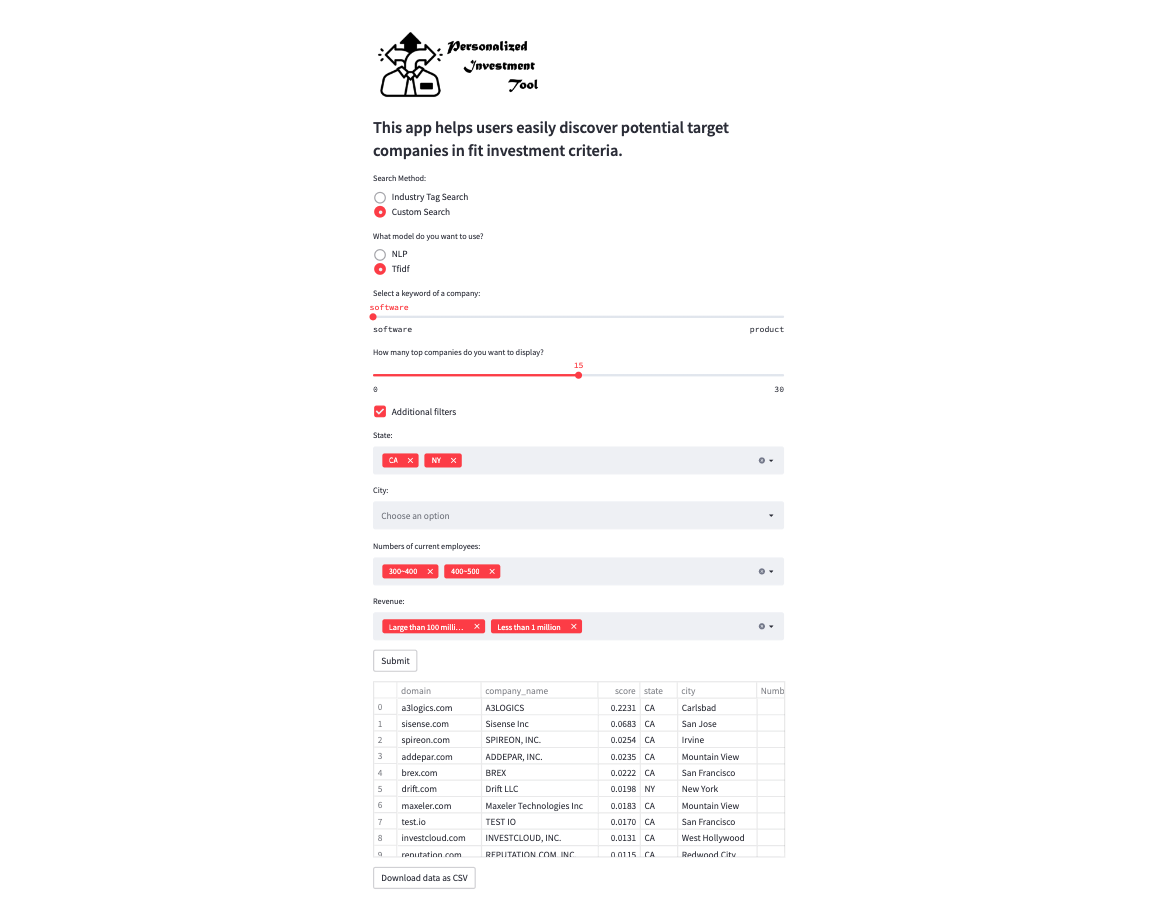 Personalized
Investment
Tool
This app helps users easily discover potential target
companies in fit investment criteria.
Search Method:
Industry Tag Search
Custom Search
What model do you want to use?
NLP
Tfidf
Select a keyword of a company:
software
software product
How many top companies do you want to display?
15
0 30
Additional filters
State:
CA NY
City:
Choose an option
Numbers of current employees:
300~400 400~500
Revenue:
Large than 100 milli... Less than 1 million
Submit
domain company_name score state city Numb
0 a3logics.com A3LOGICS 0.2231 CA Carlsbad
1 sisense.com Sisense Inc 0.0683 CA San Jose
2 spireon.com SPIREON, INC. 0.0254 CA Irvine
3 addepar.com ADDEPAR, INC. 0.0235 CA Mountain View
4 brex.com BREX 0.0222 CA San Francisco
5 drift.com Drift LLC 0.0198 NY New York
6 maxeler.com Maxeler Technologies Inc 0.0183 CA Mountain View
7 test.io TEST IO 0.0170 CA San Francisco
8 investcloud.com INVESTCLOUD, INC. 0.0131 CA West Hollywood
9 reputation.com REPUTATION.COM, INC. 0.0115 CA Redwood City
Download data as CSV